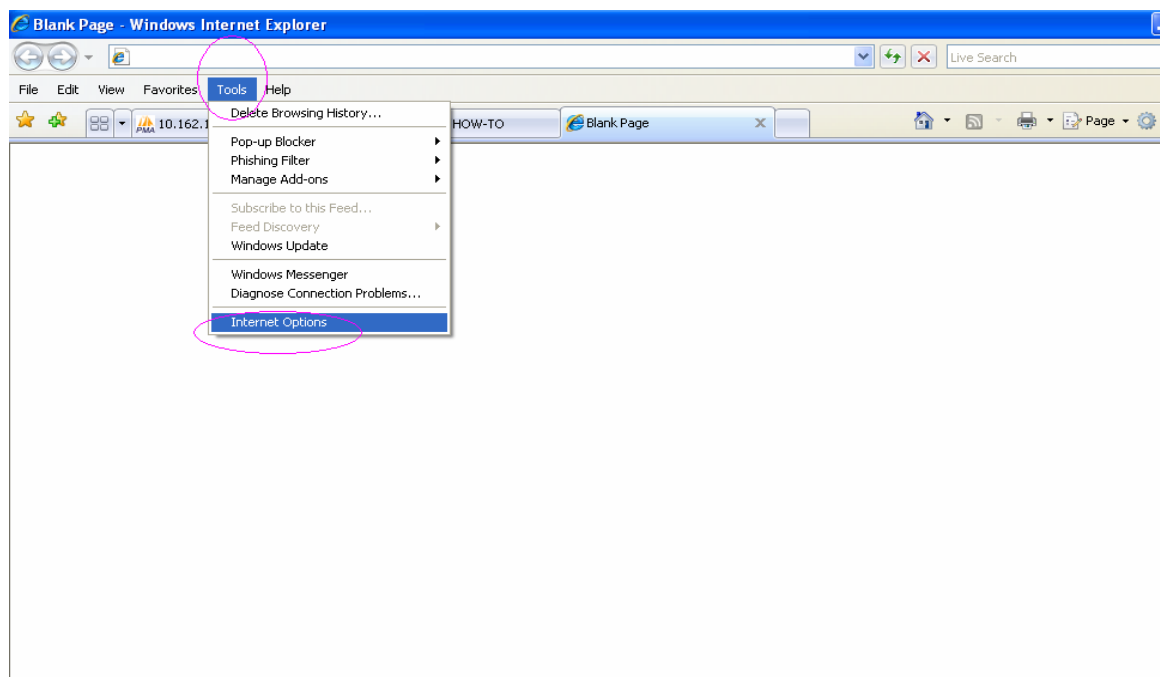 Blank Page - Windows Internet Explorer
Live Search
File Edit View Favorites Tools Help
PMA 10.162.1 HOW-TO Blank Page Page
Delete Browsing History...
Pop-up Blocker
Phishing Filter
Manage Add-ons
Subscribe to this Feed...
Feed Discovery
Windows Update
Windows Messenger
Diagnose Connection Problems...
Internet Options